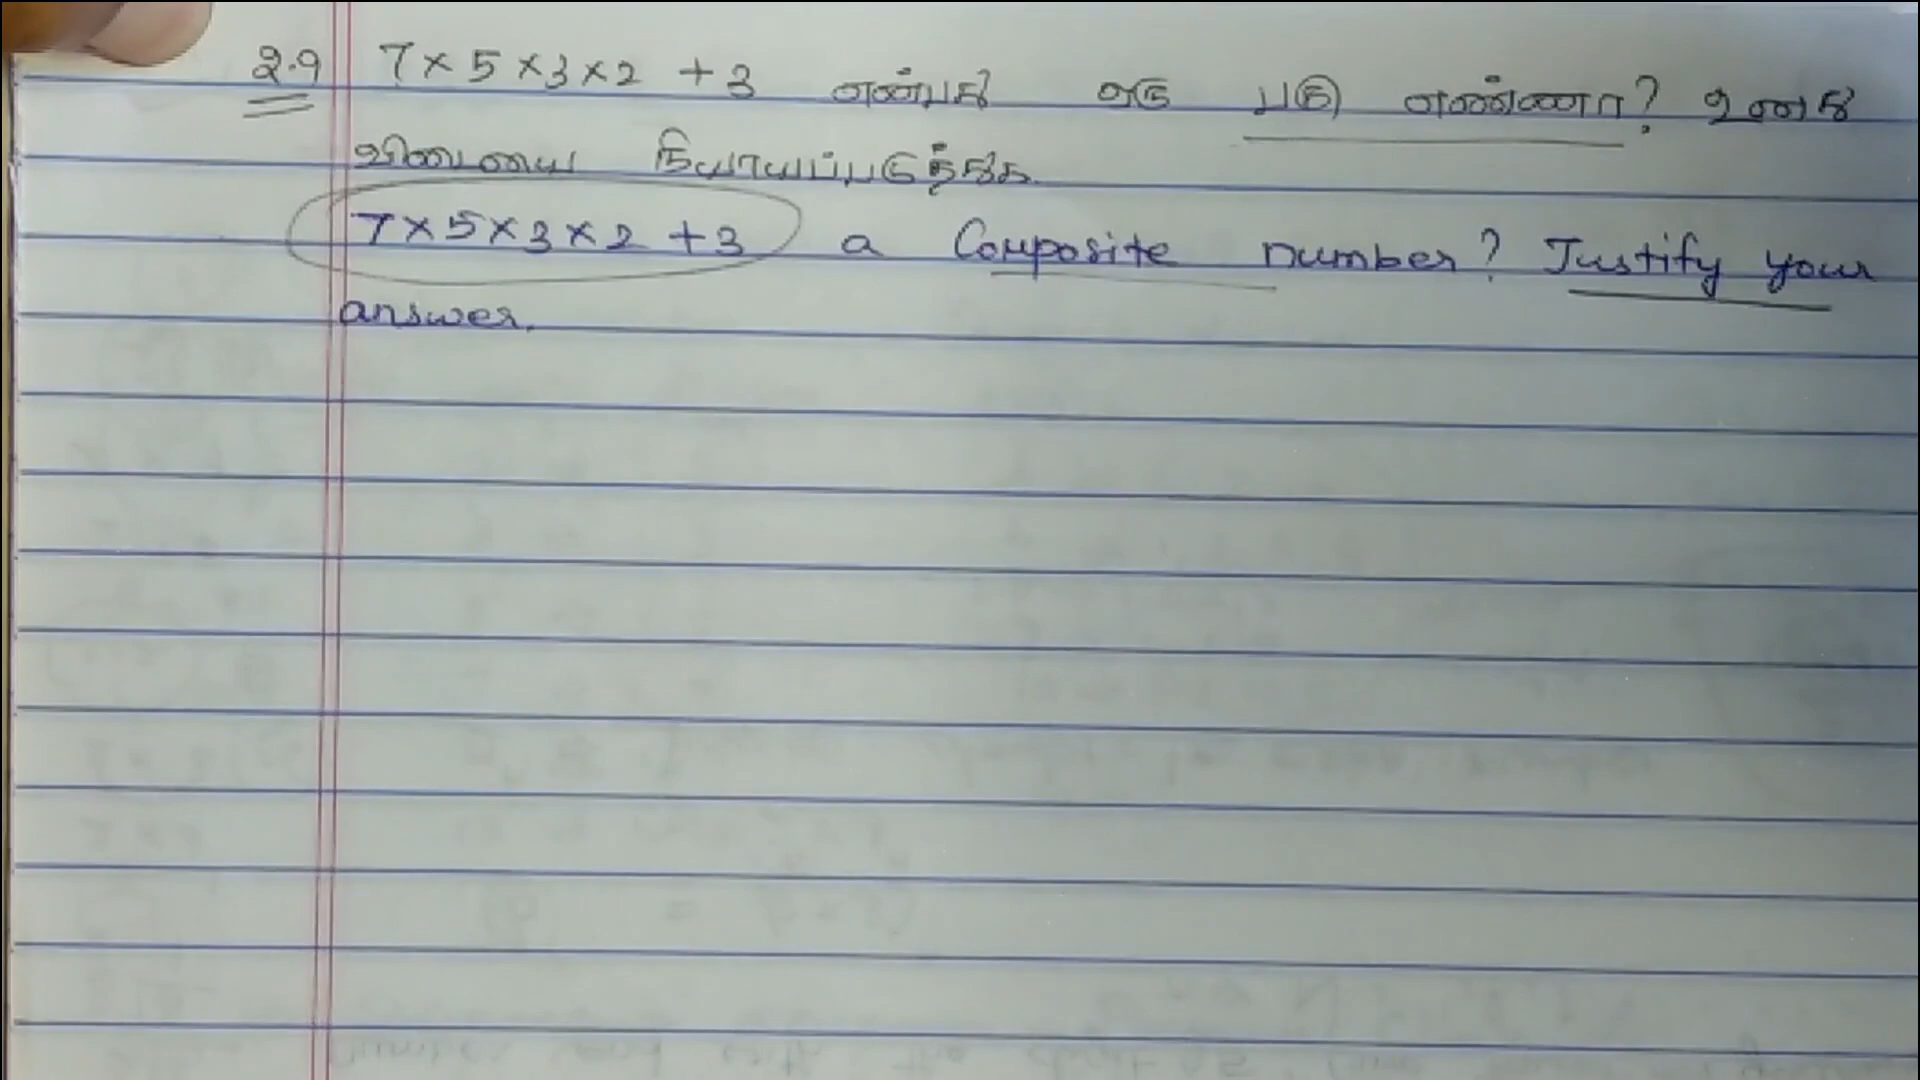 2.9 7×5×3×2 +3 என்பது ஒரு பகு எண்ணா? உனது
விடையை நியாயப்படுத்துக.
7×5×3×2 +3 a Composite number? Justify your
answer.